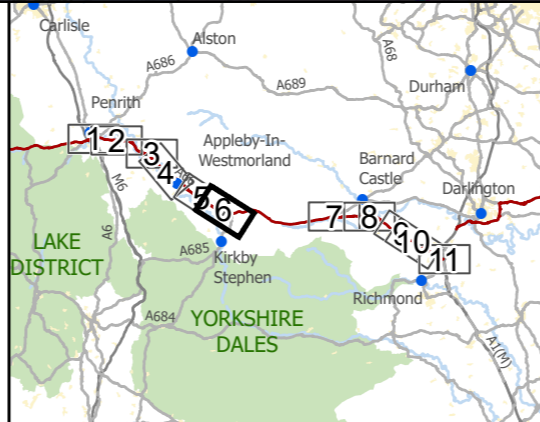 Carlisle
Alston
A686
A689
A68
Durham
Penrith
Appleby-In-
Westmorland
Barnard
Castle
Darlington
1
2
3
4
5
6
7
8
9
10
11
M6
A6
LAKE
DISTRICT
A685
Kirkby
Stephen
Richmond
A684
YORKSHIRE
DALES
A1(M)